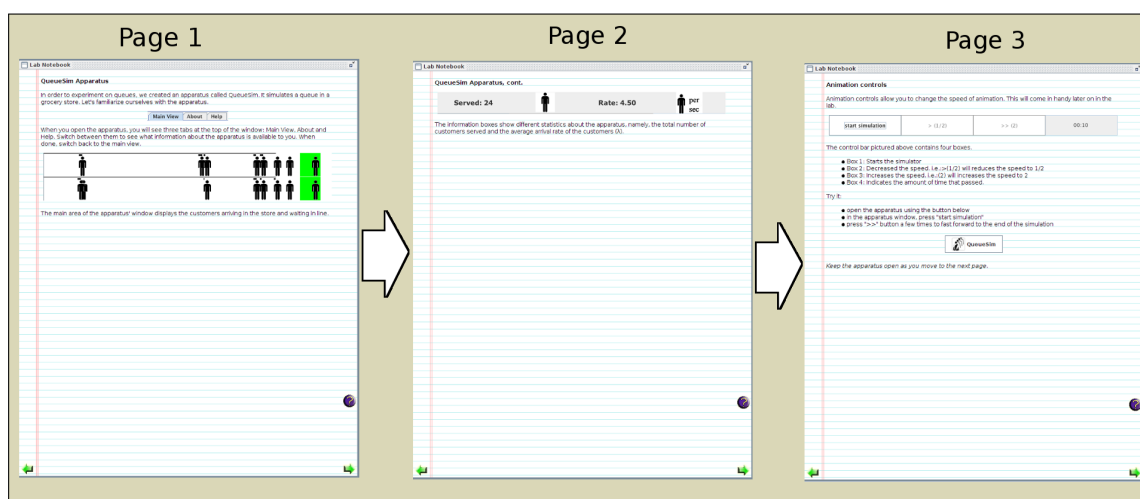 Page 1
Lab Notebook
QueueSim Apparatus
In order to experiment on queues, we created an apparatus called QueueSim. It simulates a queue in a
grocery store. Let's familiarize ourselves with the apparatus.
Main View About Help
When you open the apparatus, you will see three tabs at the top of the window: Main View, About and
Help. Switch between them to see what information about the apparatus is available to you. When
done, switch back to the main view.
The main area of the apparatus' window displays the customers arriving in the store and waiting in line.
Page 2
Lab Notebook
QueueSim Apparatus, cont.
Served: 24 Rate: 4.50 per
sec
The information boxes show different statistics about the apparatus, namely, the total number of
customers served and the average arrival rate of the customers (λ).
Page 3
Lab Notebook
Animation controls
Animation controls allow you to change the speed of animation. This will come in handy later on in the
lab.
start simulation > (1/2) >> (2) 00:10
The control bar pictured above contains four boxes.
● Box 1: Starts the simulator
● Box 2: Decreased the speed. i.e.:>(1/2) will reduces the speed to 1/2
● Box 3: Increases the speed. i.e.:(2) will increases the speed to 2
● Box 4: Indicates the amount of time that passed.
Try it:
● open the apparatus using the button below
● in the apparatus window, press "start simulation"
● press ">>" button a few times to fast forward to the end of the simulation
QueueSim
Keep the apparatus open as you move to the next page.